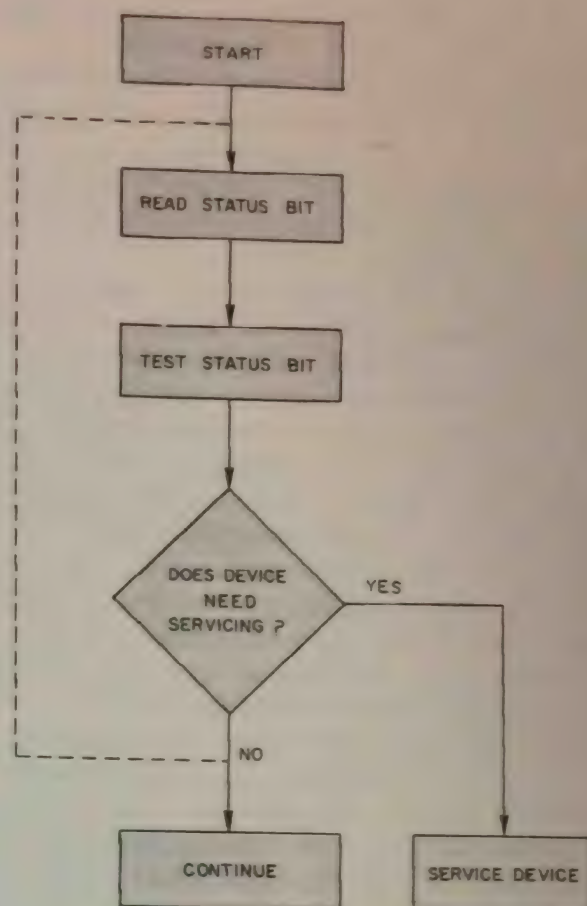 START
READ STATUS BIT
TEST STATUS BIT
DOES DEVICE
NEED
SERVICING ?
YES
NO
CONTINUE
SERVICE DEVICE